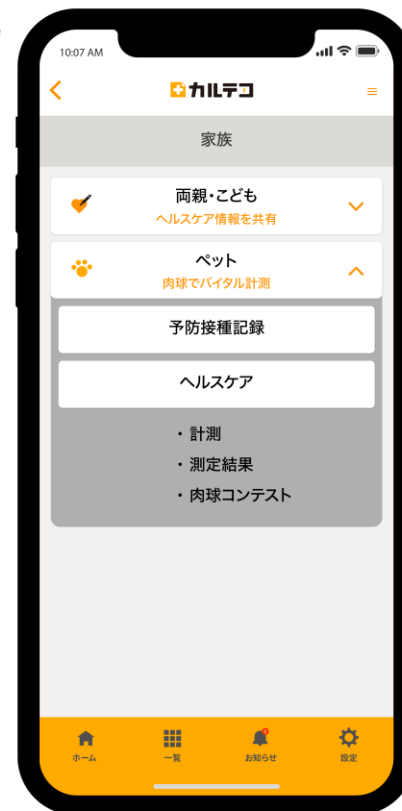 10:07 AM
カルテコ
家族
両親・こども
ヘルスケア情報を共有
ペット
肉球でバイタル計測
予防接種記録
ヘルスケア
・計測
・測定結果
・肉球コンテスト
ホーム
一覧
お知らせ
設定